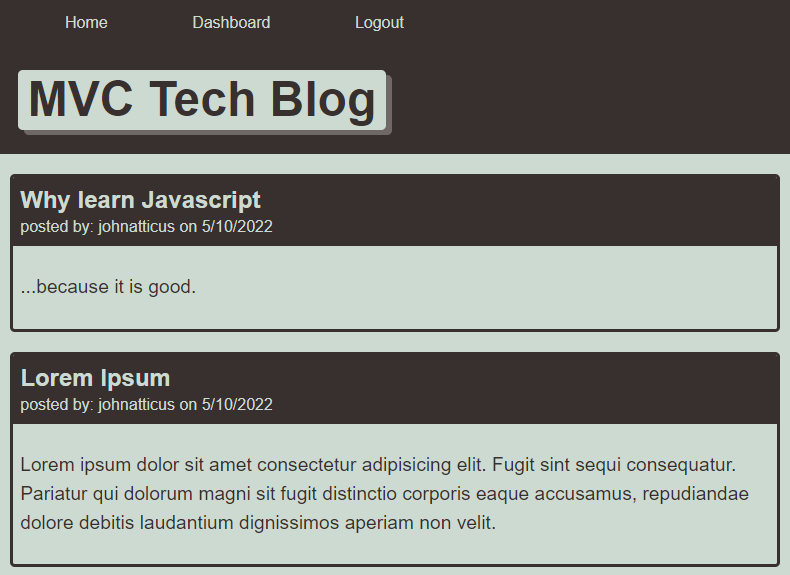 Home Dashboard Logout
MVC Tech Blog
Why learn Javascript
posted by: johnatticus on 5/10/2022
...because it is good.
Lorem Ipsum
posted by: johnatticus on 5/10/2022
Lorem ipsum dolor sit amet consectetur adipisicing elit. Fugit sint sequi consequatur.
Pariatur qui dolorum magni sit fugit distinctio corporis eaque accusamus, repudiandae
dolore debitis laudantium dignissimos aperiam non velit.